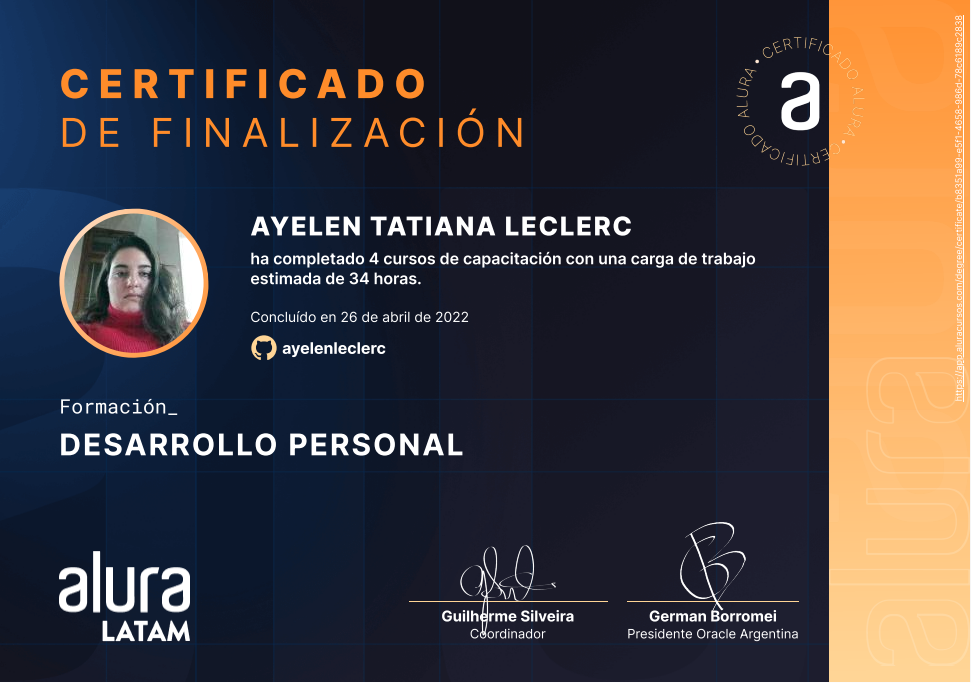 CERTIFICADO
DE FINALIZACIÓN
CERTIFICADO ALURA • CERTIFICADO ALURA •
a
AYELEN TATIANA LECLERC
ha completado 4 cursos de capacitación con una carga de trabajo
estimada de 34 horas.
Concluído en 26 de abril de 2022
ayelenleclerc
Formación_
DESARROLLO PERSONAL
alura
LATAM
Guilherme Silveira
Coordinador
German Borromei
Presidente Oracle Argentina
https://app.aluracursos.com/degree/certificate/b8351a99-e5f1-4658-986d-78c6189c2838
alura